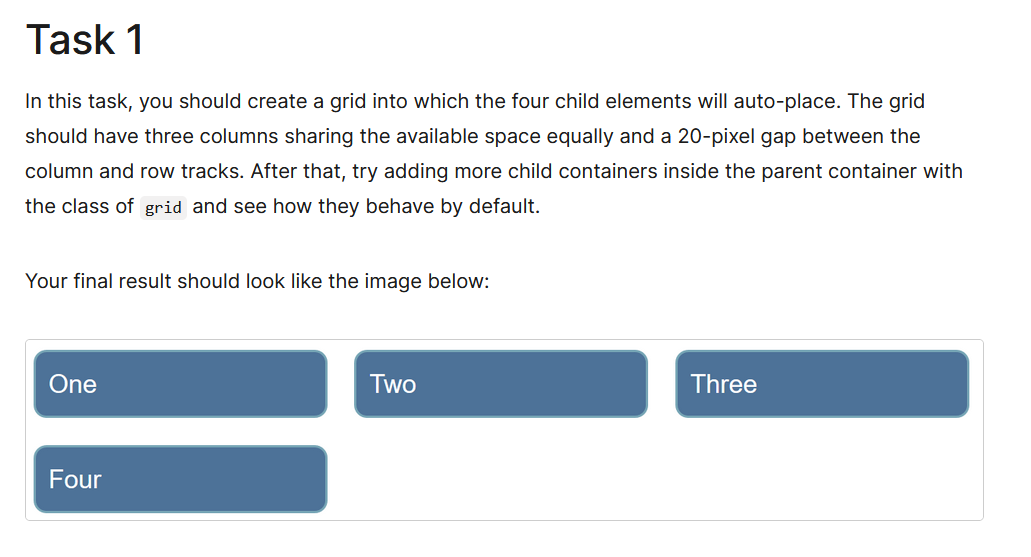 Task 1
In this task, you should create a grid into which the four child elements will auto-place. The grid
should have three columns sharing the available space equally and a 20-pixel gap between the
column and row tracks. After that, try adding more child containers inside the parent container with
the class of grid and see how they behave by default.
Your final result should look like the image below:
One Two Three
Four